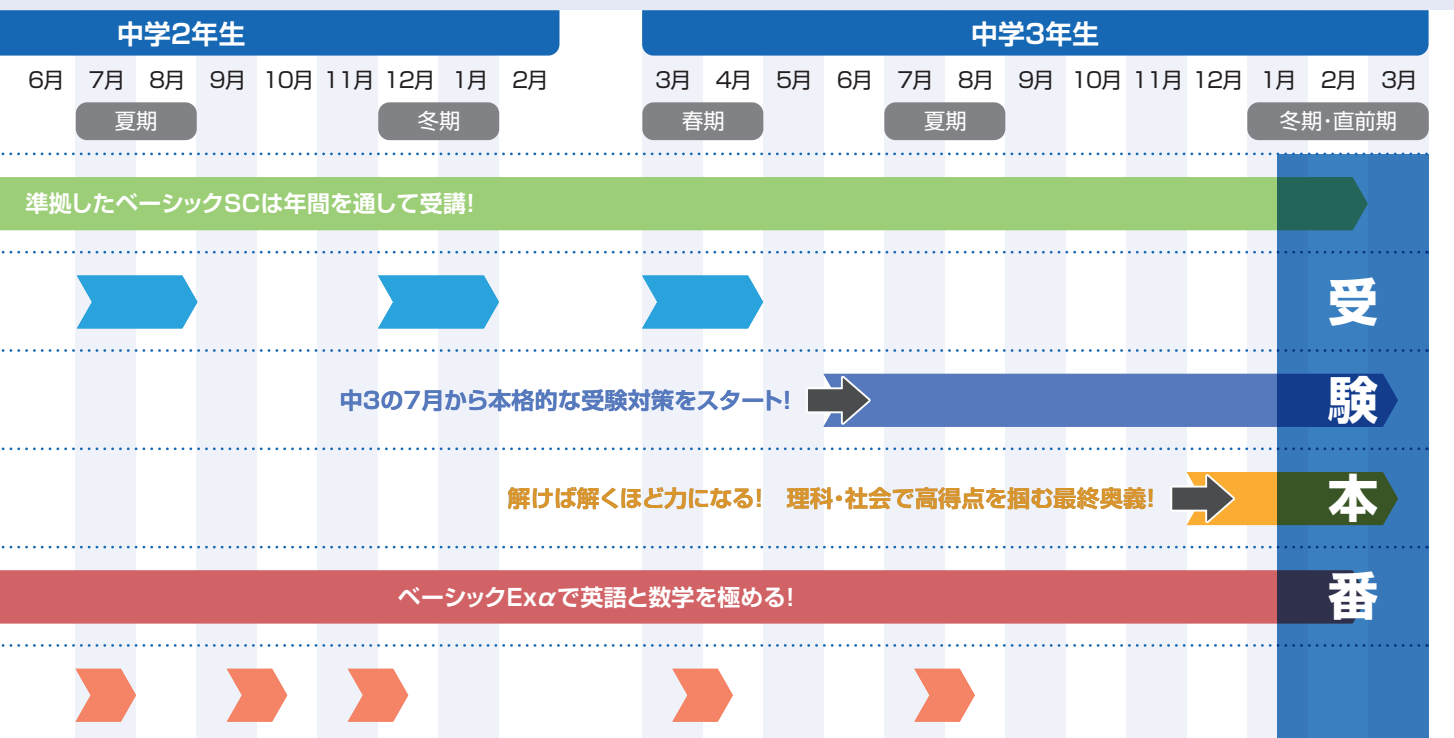 中学2年生
中学3年生
6月 7月 8月 9月 10月 11月 12月 1月 2月
3月 4月 5月 6月 7月 8月 9月 10月 11月 12月 1月 2月 3月
夏期
冬期
春期
夏期
冬期・直前期
準拠したベーシックSCは年間を通して受講!
中3の7月から本格的な受験対策をスタート!
解けば解くほど力になる! 理科・社会で高得点を掴む最終奥義!
ベーシックExαで英語と数学を極める!
受
験
本
番